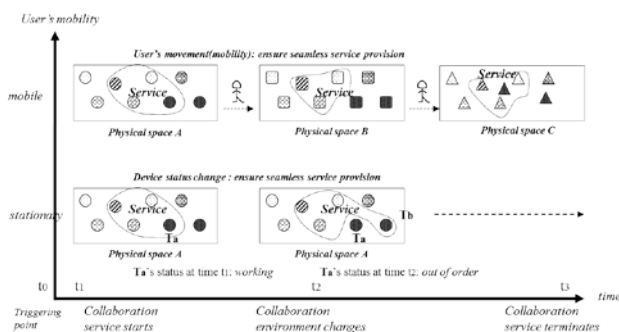 User's mobility
User's movement(mobility): ensure seamless service provision
mobile
Service
Service
Service
Physical space A
Physical space B
Physical space C
Device status change : ensure seamless service provision
stationary
Service
Service
Tb
Ta
Ta
Physical space A
Physical space A
Ta's status at time t1: working
Ta's status at time t2: out of order
t0
t1
t2
t3
time
Triggering point
Collaboration service starts
Collaboration environment changes
Collaboration service terminates